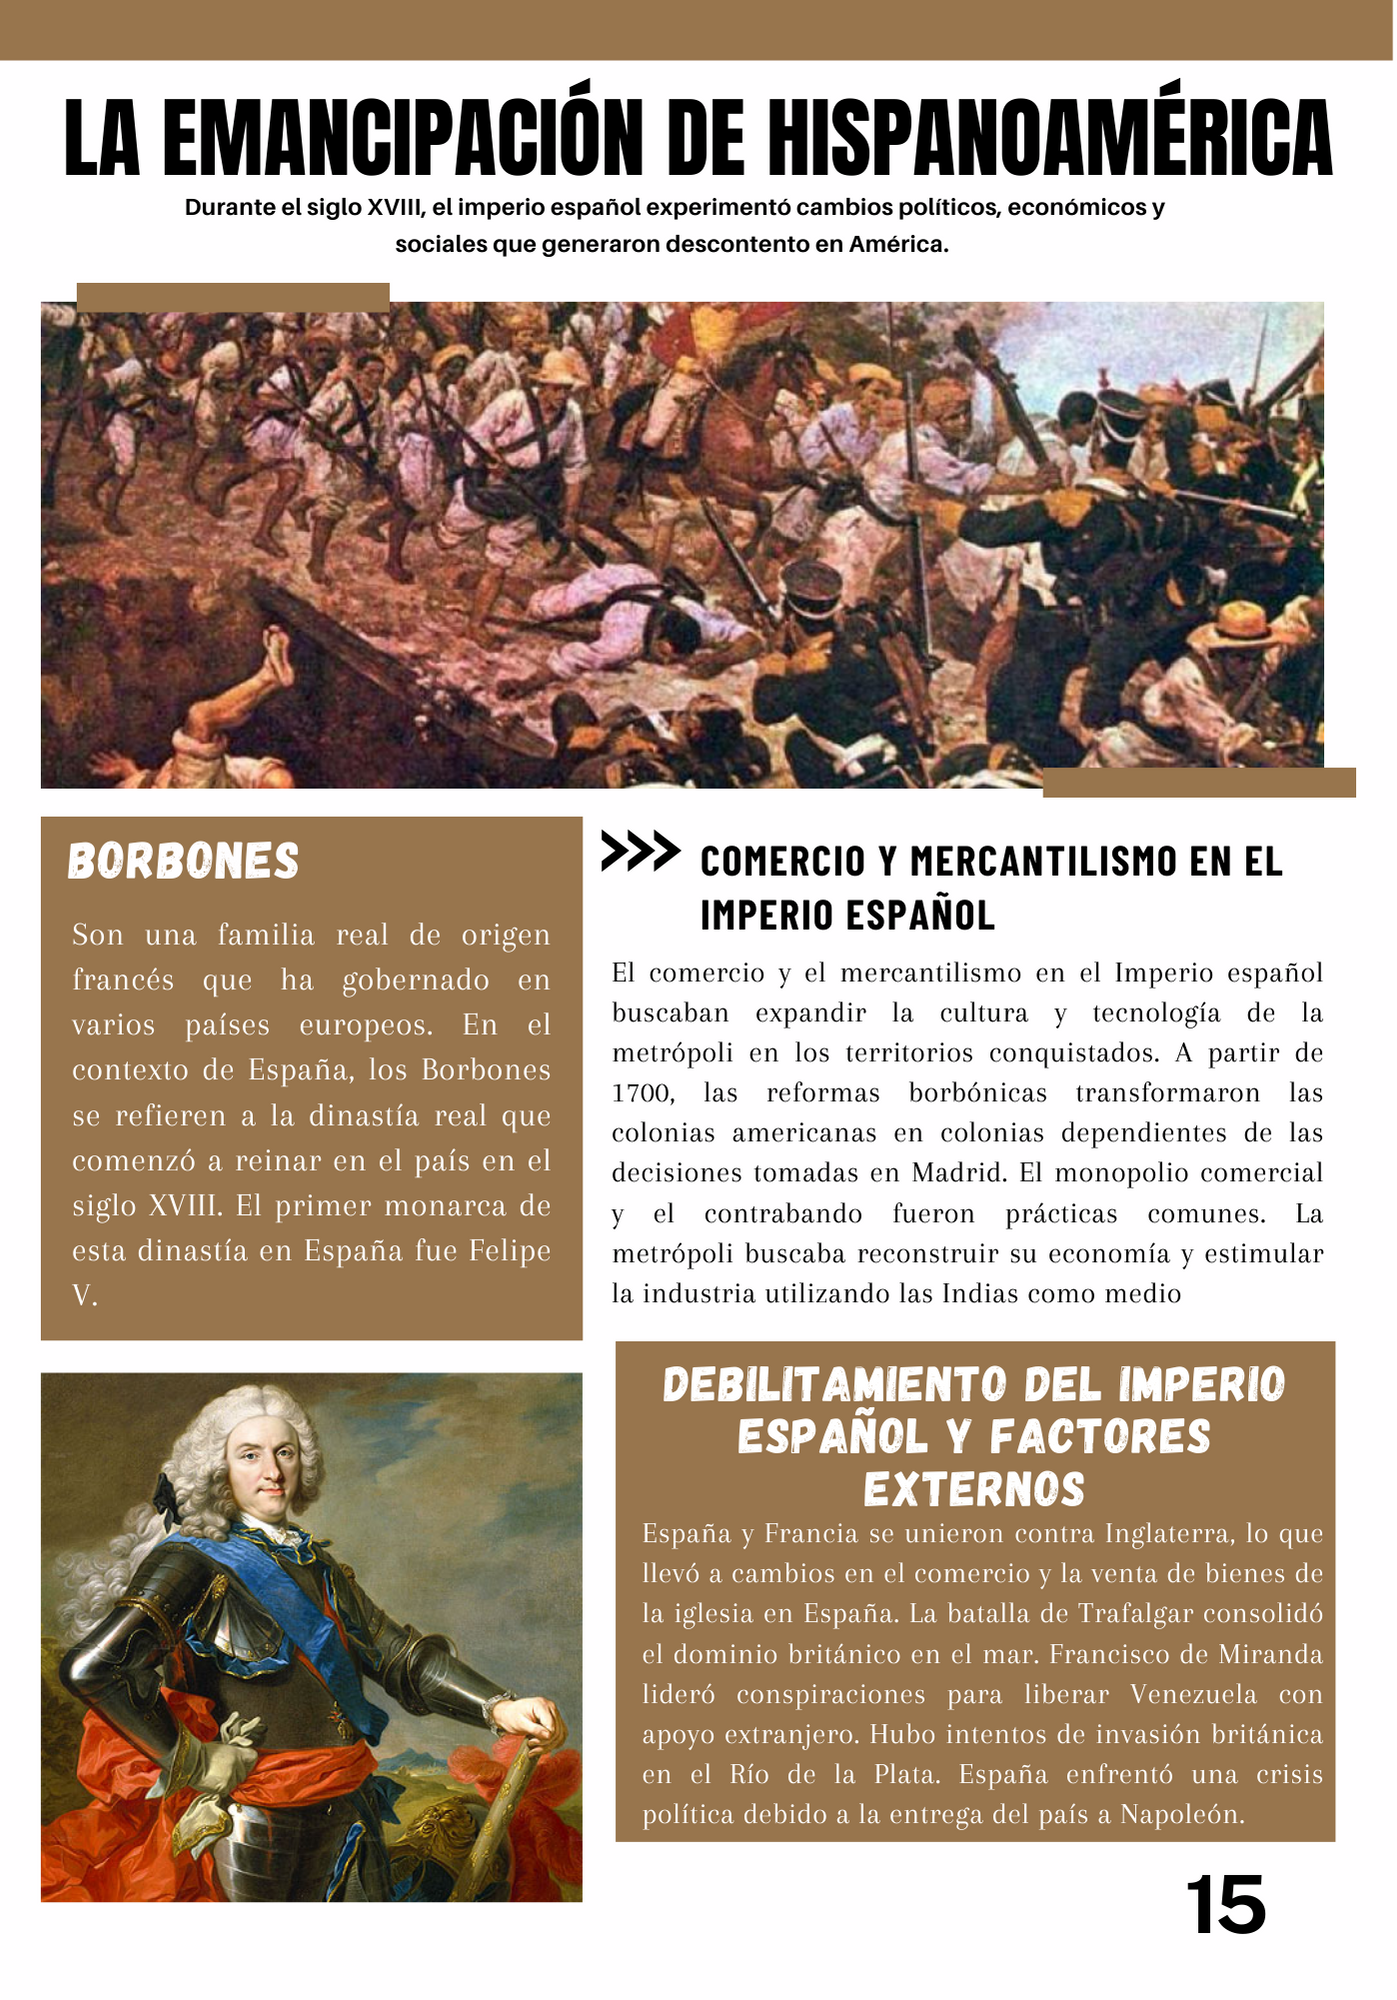 LA EMANCIPACIÓN DE HISPANOAMÉRICA
Durante el siglo XVIII, el imperio español experimentó cambios políticos, económicos y
sociales que generaron descontento en América.
BORBONES
Son una familia real de origen
francés que ha gobernado en
varios países europeos. En el
contexto de España, los Borbones
se refieren a la dinastía real que
comenzó a reinar en el país en el
siglo XVIII. El primer monarca de
esta dinastía en España fue Felipe
V.
>>> COMERCIO Y MERCANTILISMO EN EL
IMPERIO ESPAÑOL
El comercio y el mercantilismo en el Imperio español
buscaban expandir la cultura y tecnología de la
metrópoli en los territorios conquistados. A partir de
1700, las reformas borbónicas transformaron las
colonias americanas en colonias dependientes de las
decisiones tomadas en Madrid. El monopolio comercial
y el contrabando fueron prácticas comunes. La
metrópoli buscaba reconstruir su economía y estimular
la industria utilizando las Indias como medio
DEBILITAMIENTO DEL IMPERIO
ESPAÑOL Y FACTORES
EXTERNOS
España y Francia se unieron contra Inglaterra, lo que
llevó a cambios en el comercio y la venta de bienes de
la iglesia en España. La batalla de Trafalgar consolidó
el dominio británico en el mar. Francisco de Miranda
lideró conspiraciones para liberar Venezuela con
apoyo extranjero. Hubo intentos de invasión británica
en el Río de la Plata. España enfrentó una crisis
política debido a la entrega del país a Napoleón.
15